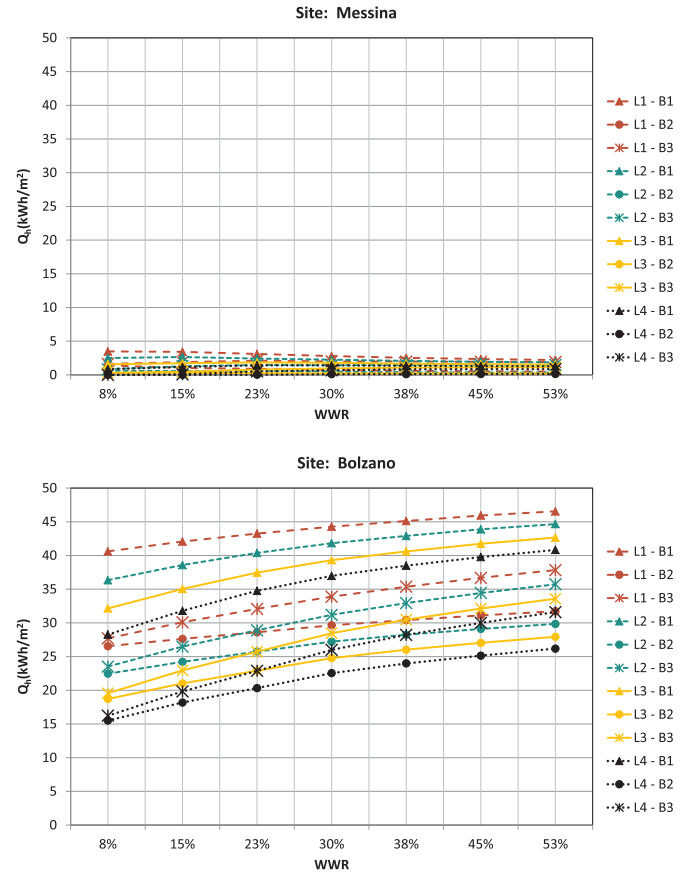 Site: Messina
50
45
40
35
30
25
20
15
10
5
0
Qh(kWh/m²)
8% 15% 23% 30% 38% 45% 53%
WWR
L1 - B1
L1 - B2
L1 - B3
L2 - B1
L2 - B2
L2 - B3
L3 - B1
L3 - B2
L3 - B3
L4 - B1
L4 - B2
L4 - B3
Site: Bolzano
50
45
40
35
30
25
20
15
10
5
0
Qh(kWh/m²)
8% 15% 23% 30% 38% 45% 53%
WWR
L1 - B1
L1 - B2
L1 - B3
L2 - B1
L2 - B2
L2 - B3
L3 - B1
L3 - B2
L3 - B3
L4 - B1
L4 - B2
L4 - B3